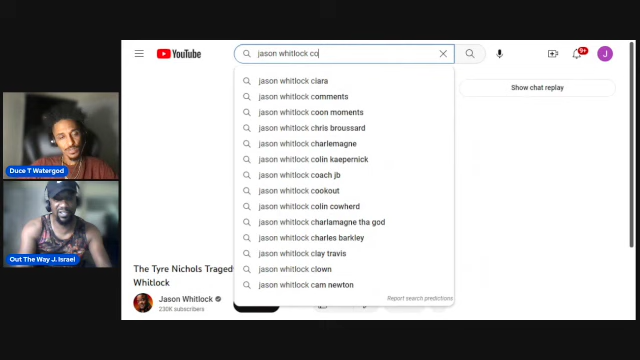 YouTube
jason whitlock co
9+
J
jason whitlock ciara
jason whitlock comments
jason whitlock coon moments
jason whitlock chris broussard
jason whitlock charlemagne
jason whitlock colin kaepernick
jason whitlock coach jb
jason whitlock cookout
jason whitlock colin cowherd
jason whitlock charlamagne tha god
jason whitlock charles barkley
jason whitlock clay travis
jason whitlock clown
jason whitlock cam newton
Report search predictions
Show chat replay
Duce T Watergod
Out The Way J. Israel
The Tyre Nichols Traged
Whitlock
Jason Whitlock
230K subscribers